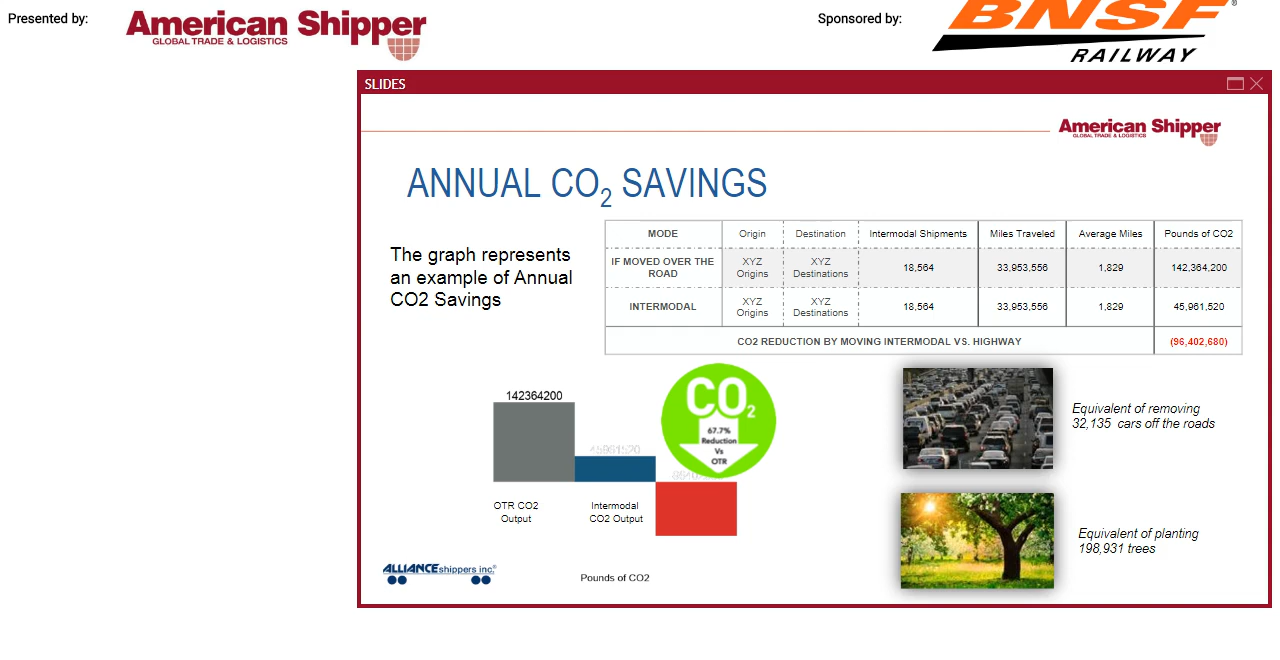 Presented by:
American Shipper
GLOBAL TRADE & LOGISTICS
Sponsored by:
BNSF®
RAILWAY
SLIDES
American Shipper
GLOBAL TRADE & LOGISTICS
ANNUAL CO2 SAVINGS
The graph represents
an example of Annual
CO2 Savings
MODE Origin Destination Intermodal Shipments Miles Traveled Average Miles Pounds of CO2
IF MOVED OVER THE ROAD XYZ Origins XYZ Destinations 18,564 33,953,556 1,829 142,364,200
INTERMODAL XYZ Origins XYZ Destinations 18,564 33,953,556 1,829 45,961,520
CO2 REDUCTION BY MOVING INTERMODAL VS. HIGHWAY (96,402,680)
142364200
45961520
CO2
67.7%
Reduction
Vs
OTR
OTR CO2
Output
Intermodal
CO2 Output
Pounds of CO2
Equivalent of removing
32,135 cars off the roads
Equivalent of planting
198,931 trees
ALLIANCE shippers inc.